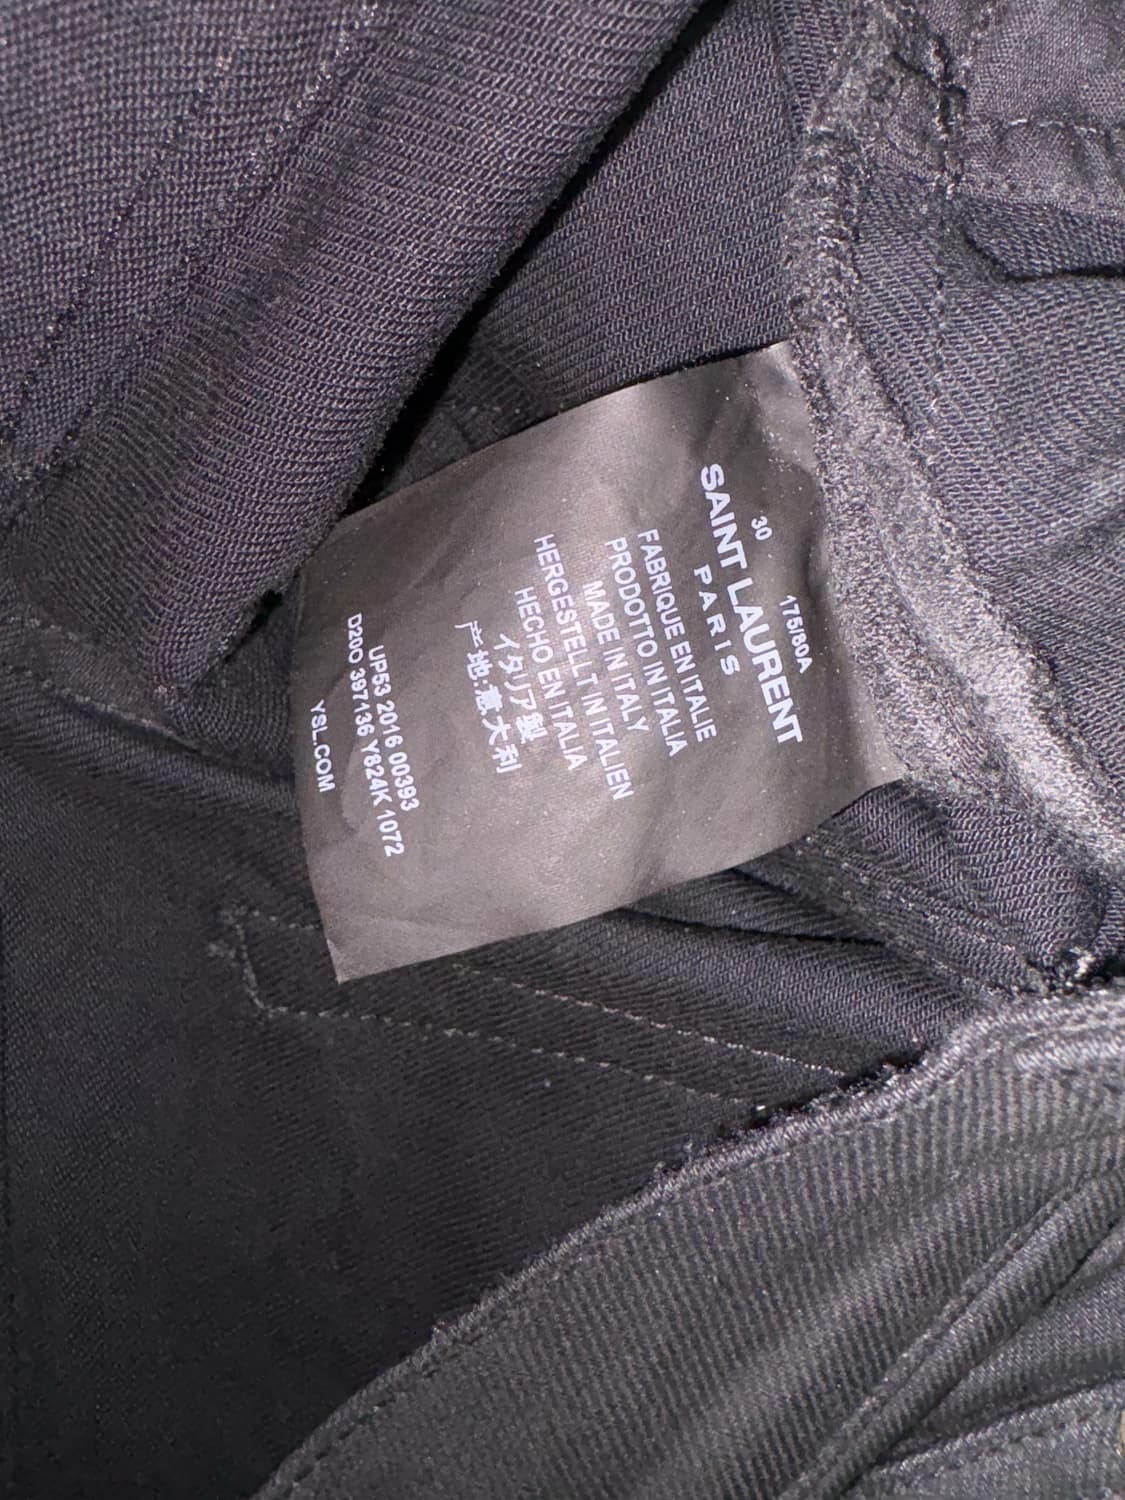 30 175/80A
SAINT LAURENT
PARIS
FABRIQUE EN ITALIE
PRODOTTO IN ITALIA
MADE IN ITALY
HERGESTELLT IN ITALIEN
HECHO EN ITALIA
イタリア製
产地:意大利
UP53 2016 00393
D20O 397136 Y824K 1072
YSL.COM